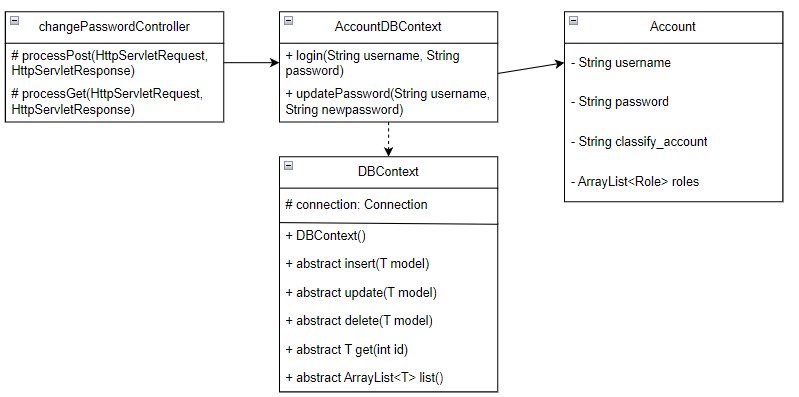 changePasswordController
# processPost(HttpServletRequest,
HttpServletResponse)
# processGet(HttpServletRequest,
HttpServletResponse)
AccountDBContext
+ login(String username, String
password)
+ updatePassword(String username,
String newpassword)
Account
- String username
- String password
- String classify_account
- ArrayList<Role> roles
DBContext
# connection: Connection
+ DBContext()
+ abstract insert(T model)
+ abstract update(T model)
+ abstract delete(T model)
+ abstract T get(int id)
+ abstract ArrayList<T> list()